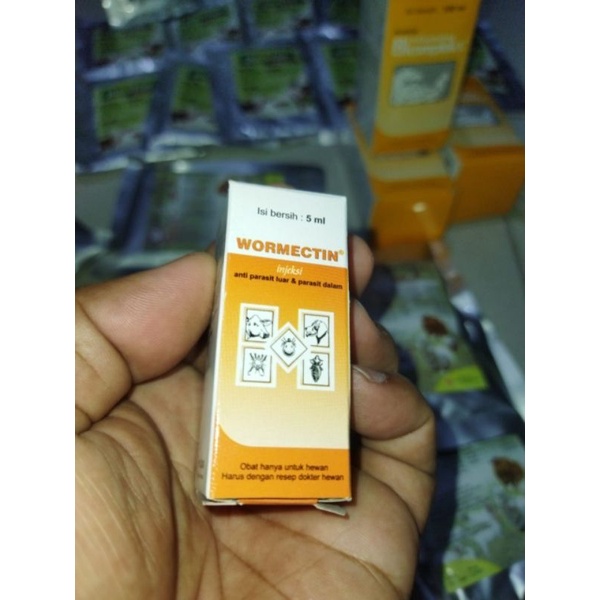 Isi bersih : 5 ml
WORMECTIN®
injeksi
anti parasit luar & parasit dalam
Obat hanya untuk hewan
Harus dengan resep dokter hewan